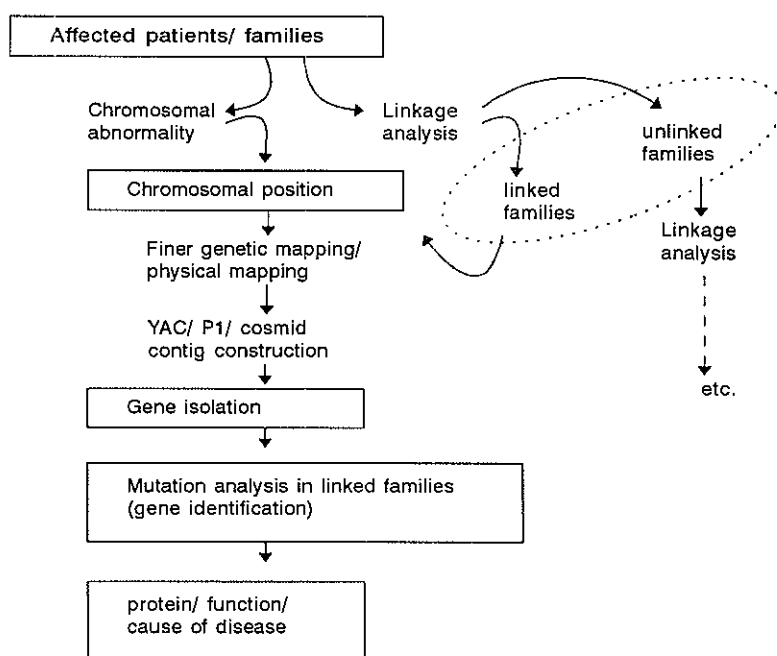 Affected patients/ families
Chromosomal
abnormality
Linkage
analysis
unlinked
families
linked
families
Chromosomal position
Linkage
analysis
Finer genetic mapping/
physical mapping
YAC/ P1/ cosmid
contig construction
etc.
Gene isolation
Mutation analysis in linked families
(gene identification)
protein/ function/
cause of disease